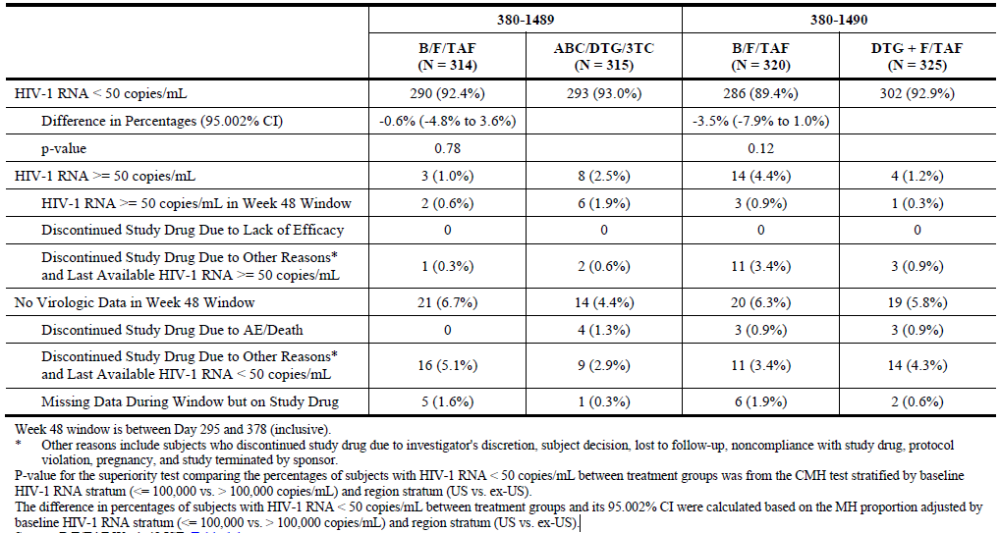 380-1489 380-1490
B/F/TAF ABC/DTG/3TC B/F/TAF DTG + F/TAF
(N = 314) (N = 315) (N = 320) (N = 325)
HIV-1 RNA < 50 copies/mL 290 (92.4%) 293 (93.0%) 286 (89.4%) 302 (92.9%)
Difference in Percentages (95.002% CI) -0.6% (-4.8% to 3.6%) -3.5% (-7.9% to 1.0%)
p-value 0.78 0.12
HIV-1 RNA >= 50 copies/mL 3 (1.0%) 8 (2.5%) 14 (4.4%) 4 (1.2%)
HIV-1 RNA >= 50 copies/mL in Week 48 Window 2 (0.6%) 6 (1.9%) 3 (0.9%) 1 (0.3%)
Discontinued Study Drug Due to Lack of Efficacy 0 0 0 0
Discontinued Study Drug Due to Other Reasons*
and Last Available HIV-1 RNA >= 50 copies/mL 1 (0.3%) 2 (0.6%) 11 (3.4%) 3 (0.9%)
No Virologic Data in Week 48 Window 21 (6.7%) 14 (4.4%) 20 (6.3%) 19 (5.8%)
Discontinued Study Drug Due to AE/Death 0 4 (1.3%) 3 (0.9%) 3 (0.9%)
Discontinued Study Drug Due to Other Reasons*
and Last Available HIV-1 RNA < 50 copies/mL 16 (5.1%) 9 (2.9%) 11 (3.4%) 14 (4.3%)
Missing Data During Window but on Study Drug 5 (1.6%) 1 (0.3%) 6 (1.9%) 2 (0.6%)
Week 48 window is between Day 295 and 378 (inclusive).
* Other reasons include subjects who discontinued study drug due to investigator's discretion, subject decision, lost to follow-up, noncompliance with study drug, protocol
violation, pregnancy, and study terminated by sponsor.
P-value for the superiority test comparing the percentages of subjects with HIV-1 RNA < 50 copies/mL between treatment groups was from the CMH test stratified by baseline
HIV-1 RNA stratum (<= 100,000 vs. > 100,000 copies/mL) and region stratum (US vs. ex-US).
The difference in percentages of subjects with HIV-1 RNA < 50 copies/mL between treatment groups and its 95.002% CI were calculated based on the MH proportion adjusted by
baseline HIV-1 RNA stratum (<= 100,000 vs. > 100,000 copies/mL) and region stratum (US vs. ex-US).